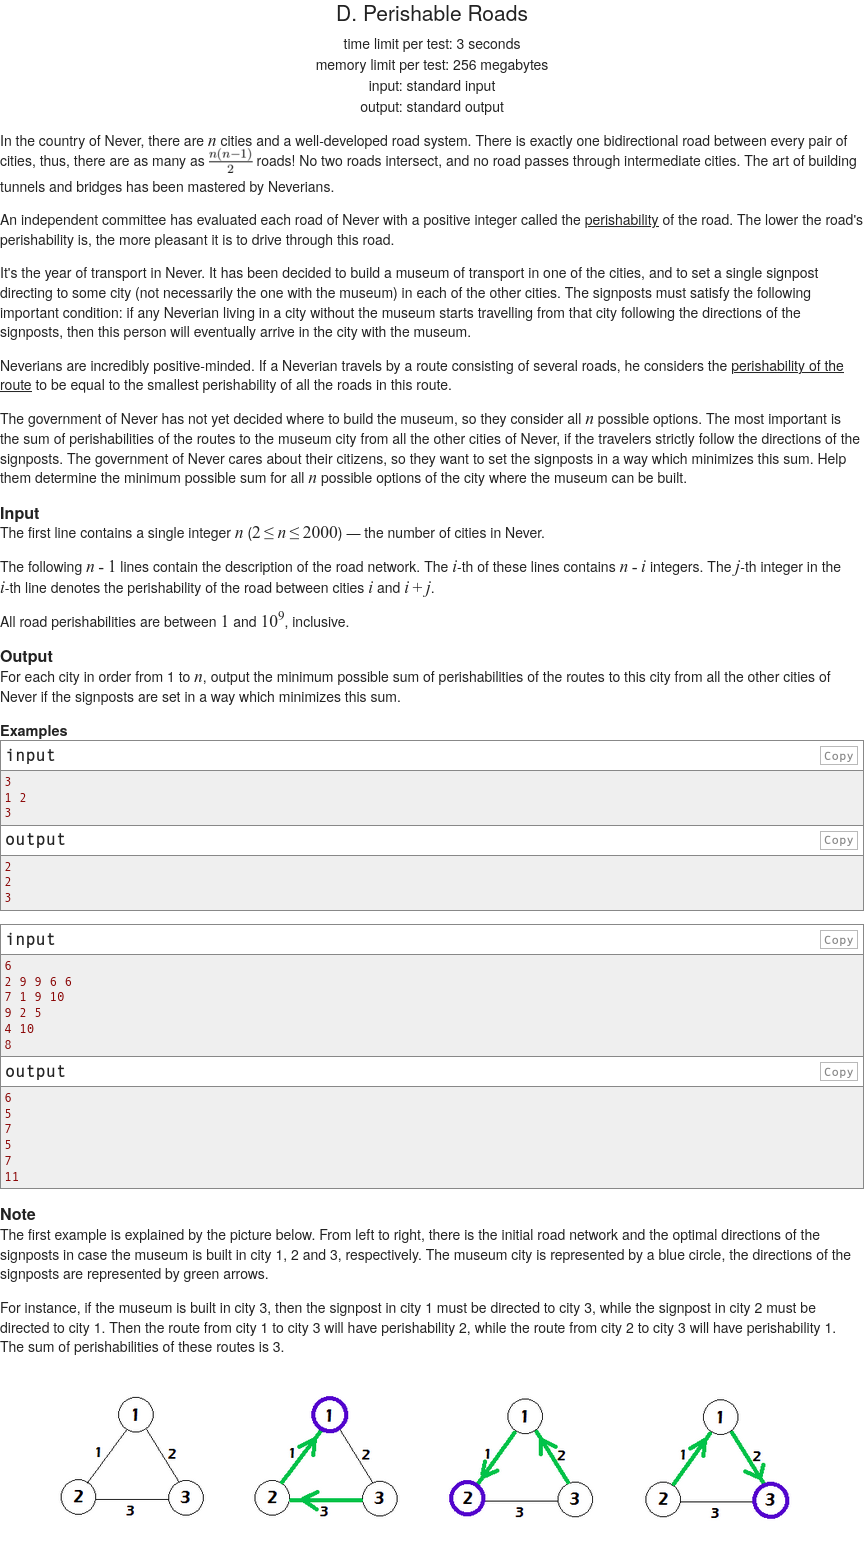 D. Perishable Roads
time limit per test: 3 seconds
memory limit per test: 256 megabytes
input: standard input
output: standard output
In the country of Never, there are n cities and a well-developed road system. There is exactly one bidirectional road between every pair of
cities, thus, there are as many as n(n−1)/2 roads! No two roads intersect, and no road passes through intermediate cities. The art of building
tunnels and bridges has been mastered by Neverians.
An independent committee has evaluated each road of Never with a positive integer called the perishability of the road. The lower the road's
perishability is, the more pleasant it is to drive through this road.
It's the year of transport in Never. It has been decided to build a museum of transport in one of the cities, and to set a single signpost
directing to some city (not necessarily the one with the museum) in each of the other cities. The signposts must satisfy the following
important condition: if any Neverian living in a city without the museum starts travelling from that city following the directions of the
signposts, then this person will eventually arrive in the city with the museum.
Neverians are incredibly positive-minded. If a Neverian travels by a route consisting of several roads, he considers the perishability of the
route to be equal to the smallest perishability of all the roads in this route.
The government of Never has not yet decided where to build the museum, so they consider all n possible options. The most important is
the sum of perishabilities of the routes to the museum city from all the other cities of Never, if the travelers strictly follow the directions of the
signposts. The government of Never cares about their citizens, so they want to set the signposts in a way which minimizes this sum. Help
them determine the minimum possible sum for all n possible options of the city where the museum can be built.
Input
The first line contains a single integer n (2 ≤ n ≤ 2000) — the number of cities in Never.
The following n - 1 lines contain the description of the road network. The i-th of these lines contains n - i integers. The j-th integer in the
i-th line denotes the perishability of the road between cities i and i + j.
All road perishabilities are between 1 and 10⁹, inclusive.
Output
For each city in order from 1 to n, output the minimum possible sum of perishabilities of the routes to this city from all the other cities of
Never if the signposts are set in a way which minimizes this sum.
Examples
input Copy
3
1 2
3
output Copy
2
2
3
input Copy
6
2 9 9 6 6
7 1 9 10
9 2 5
4 10
8
output Copy
6
5
7
5
7
11
Note
The first example is explained by the picture below. From left to right, there is the initial road network and the optimal directions of the
signposts in case the museum is built in city 1, 2 and 3, respectively. The museum city is represented by a blue circle, the directions of the
signposts are represented by green arrows.
For instance, if the museum is built in city 3, then the signpost in city 1 must be directed to city 3, while the signpost in city 2 must be
directed to city 1. Then the route from city 1 to city 3 will have perishability 2, while the route from city 2 to city 3 will have perishability 1.
The sum of perishabilities of these routes is 3.
1 1 1 1
1 2 1 2 1 2 1 2
2 3 2 3 2 3 2 3
3 3 3 3